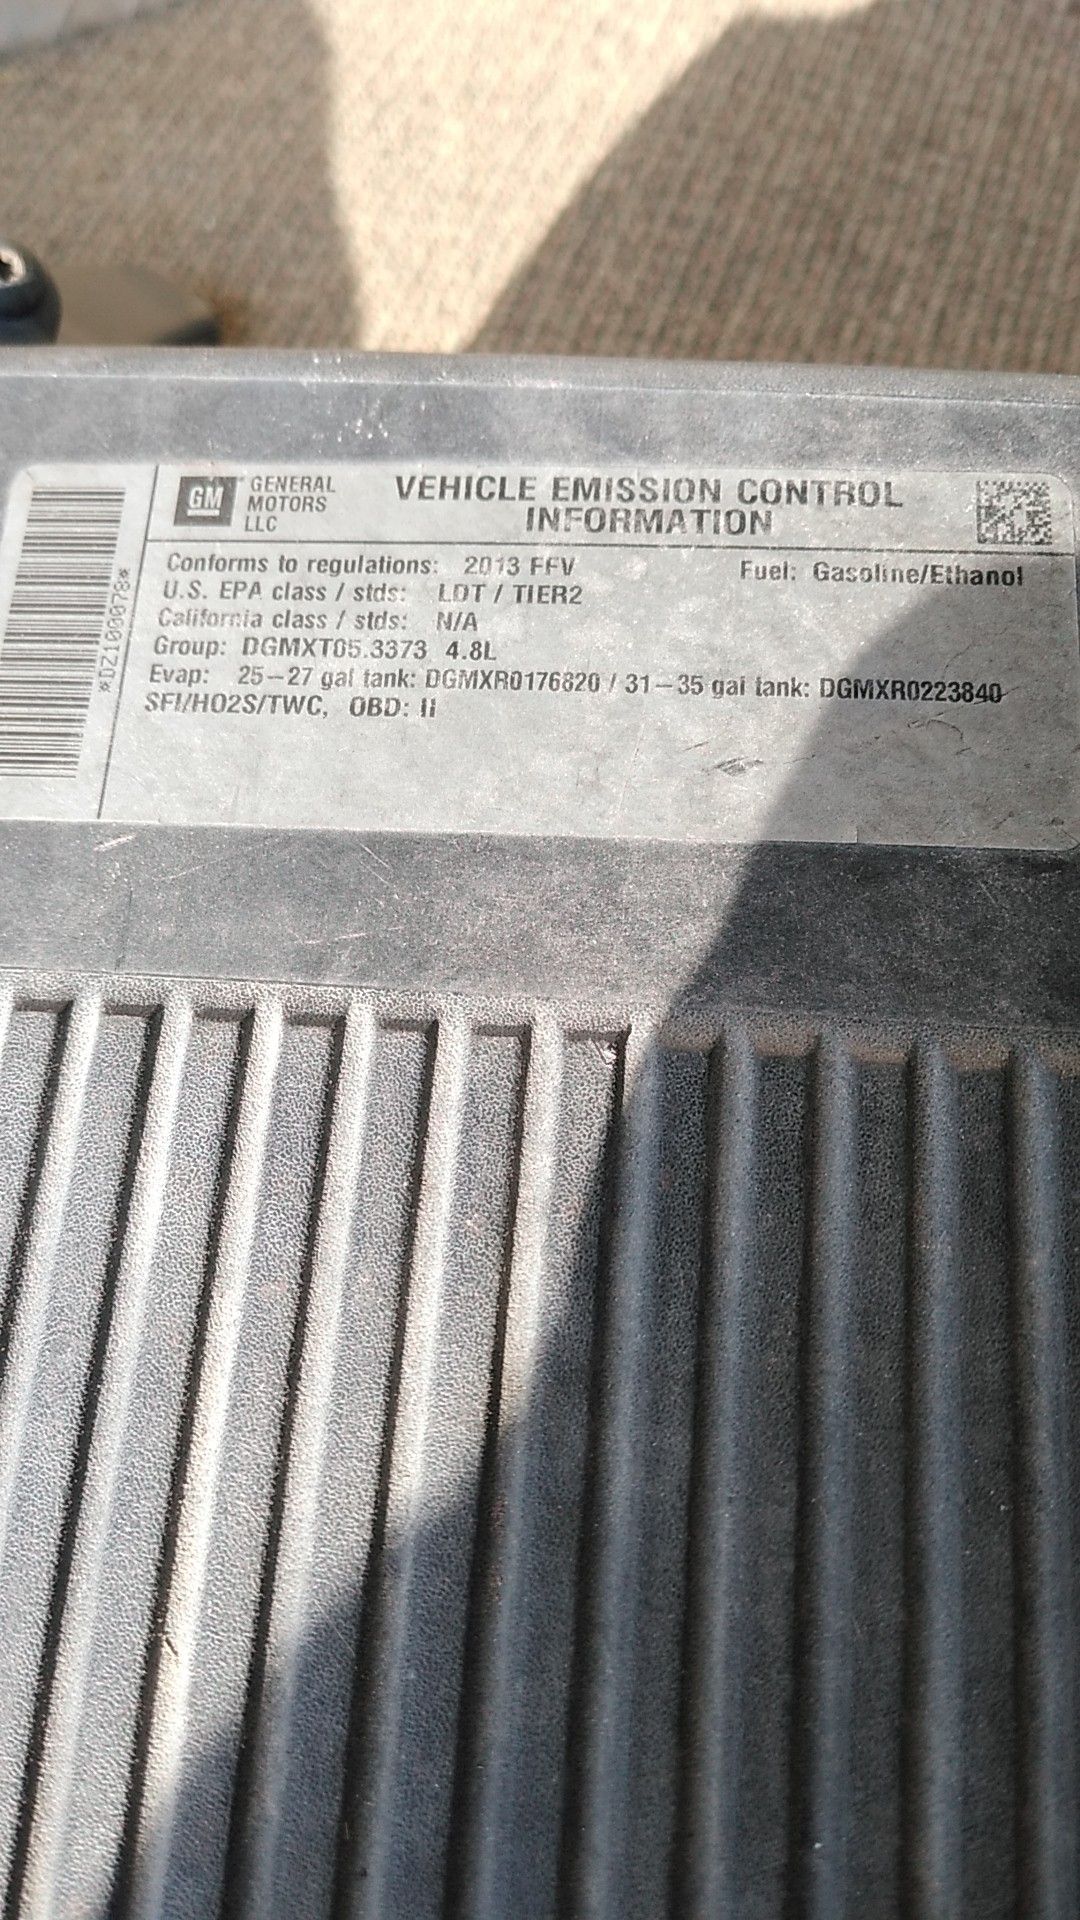 GM GENERAL MOTORS LLC
VEHICLE EMISSION CONTROL
INFORMATION
Conforms to regulations: 2013 FFV
Fuel: Gasoline/Ethanol
U.S. EPA class / stds: LDT / TIER2
California class / stds: N/A
Group: DGMXT05.3373 4.8L
Evap: 25-27 gal tank: DGMXR0176820 / 31-35 gal tank: DGMXR0223840
SFI/HO2S/TWC, OBD: II
*DZ100078*